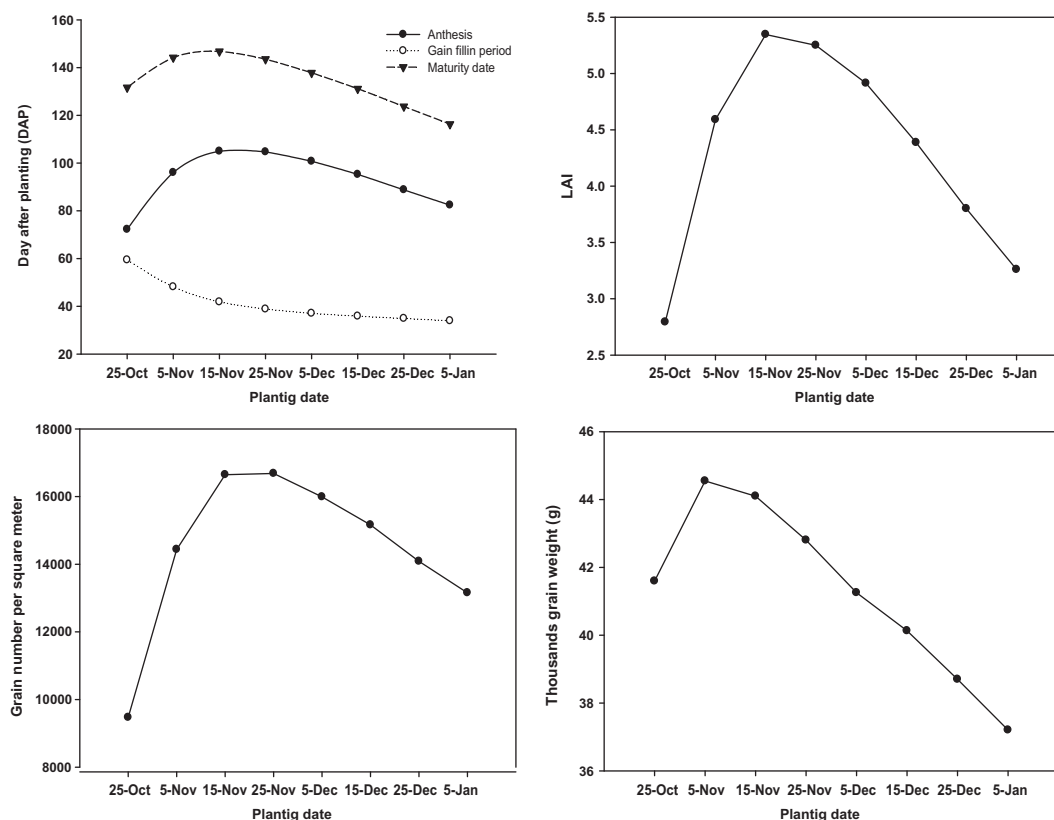 160
140
120
100
80
60
40
20
Day after planting (DAP)
Anthesis
Gain fillin period
Maturity date
25-Oct 5-Nov 15-Nov 25-Nov 5-Dec 15-Dec 25-Dec 5-Jan
Plantig date
5.5
5.0
4.5
4.0
3.5
3.0
2.5
LAI
25-Oct 5-Nov 15-Nov 25-Nov 5-Dec 15-Dec 25-Dec 5-Jan
Plantig date
18000
16000
14000
12000
10000
8000
Grain number per square meter
25-Oct 5-Nov 15-Nov 25-Nov 5-Dec 15-Dec 25-Dec 5-Jan
Plantig date
46
44
42
40
38
36
Thousands grain weight (g)
25-Oct 5-Nov 15-Nov 25-Nov 5-Dec 15-Dec 25-Dec 5-Jan
Plantig date